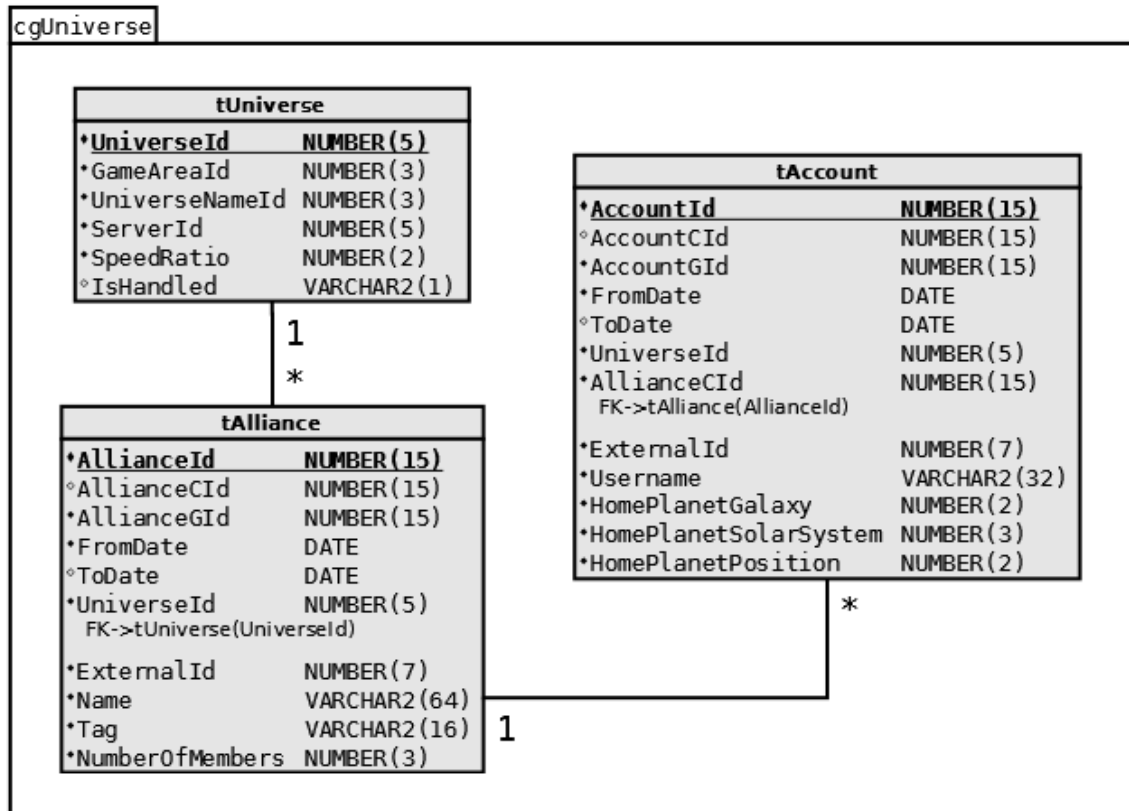 cgUniverse
tUniverse
UniverseId NUMBER(5)
GameAreaId NUMBER(3)
UniverseNameId NUMBER(3)
ServerId NUMBER(5)
SpeedRatio NUMBER(2)
IsHandled VARCHAR2(1)
1
*
tAlliance
AllianceId NUMBER(15)
AllianceCId NUMBER(15)
AllianceGId NUMBER(15)
FromDate DATE
ToDate DATE
UniverseId NUMBER(5)
FK->tUniverse(UniverseId)
ExternalId NUMBER(7)
Name VARCHAR2(64)
Tag VARCHAR2(16)
NumberOfMembers NUMBER(3)
1
tAccount
AccountId NUMBER(15)
AccountCId NUMBER(15)
AccountGId NUMBER(15)
FromDate DATE
ToDate DATE
UniverseId NUMBER(5)
AllianceCId NUMBER(15)
FK->tAlliance(AllianceId)
ExternalId NUMBER(7)
Username VARCHAR2(32)
HomePlanetGalaxy NUMBER(2)
HomePlanetSolarSystem NUMBER(3)
HomePlanetPosition NUMBER(2)
*